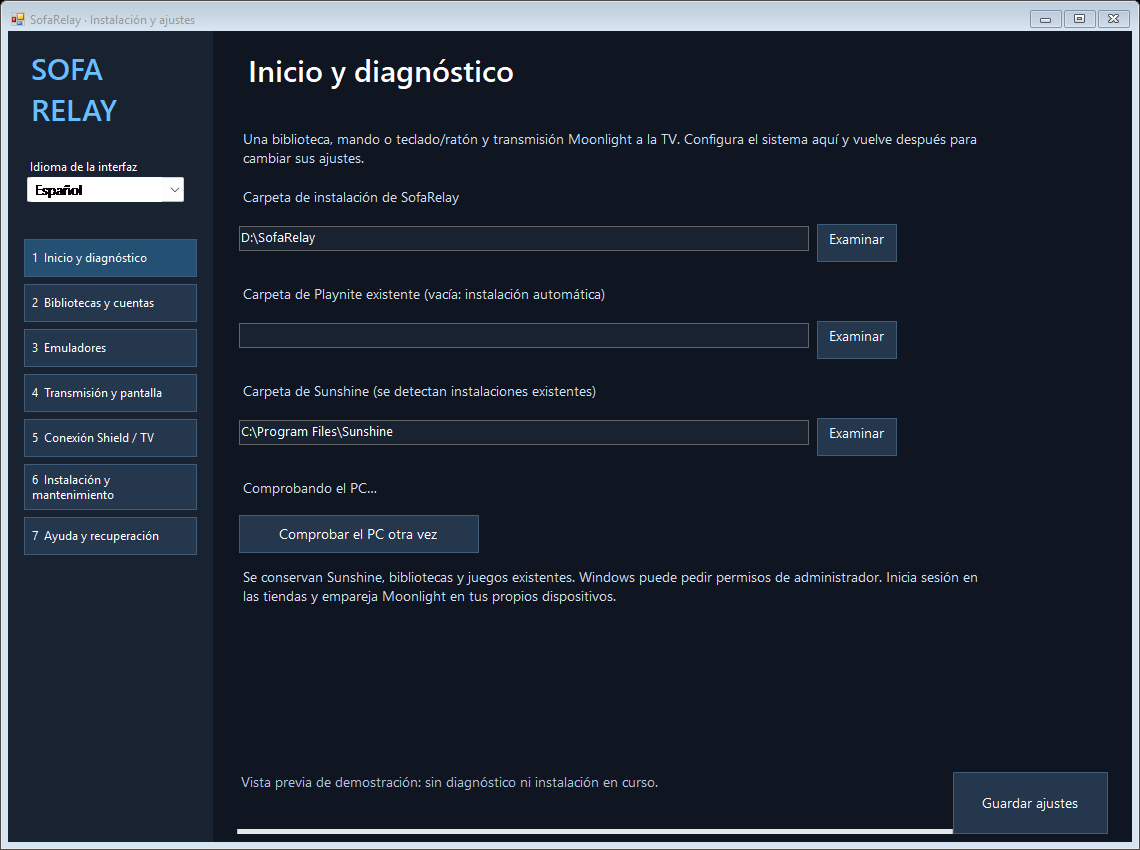 SofaRelay - Instalación y ajustes
SOFA
RELAY
Idioma de la interfaz
Español
1 Inicio y diagnóstico
2 Bibliotecas y cuentas
3 Emuladores
4 Transmisión y pantalla
5 Conexión Shield / TV
6 Instalación y
mantenimiento
7 Ayuda y recuperación
Inicio y diagnóstico
Una biblioteca, mando o teclado/ratón y transmisión Moonlight a la TV. Configura el sistema aquí y vuelve después para
cambiar sus ajustes.
Carpeta de instalación de SofaRelay
D:\SofaRelay
Examinar
Carpeta de Playnite existente (vacía: instalación automática)
Examinar
Carpeta de Sunshine (se detectan instalaciones existentes)
C:\Program Files\Sunshine
Examinar
Comprobando el PC...
Comprobar el PC otra vez
Se conservan Sunshine, bibliotecas y juegos existentes. Windows puede pedir permisos de administrador. Inicia sesión en
las tiendas y empareja Moonlight en tus propios dispositivos.
Vista previa de demostración: sin diagnóstico ni instalación en curso.
Guardar ajustes